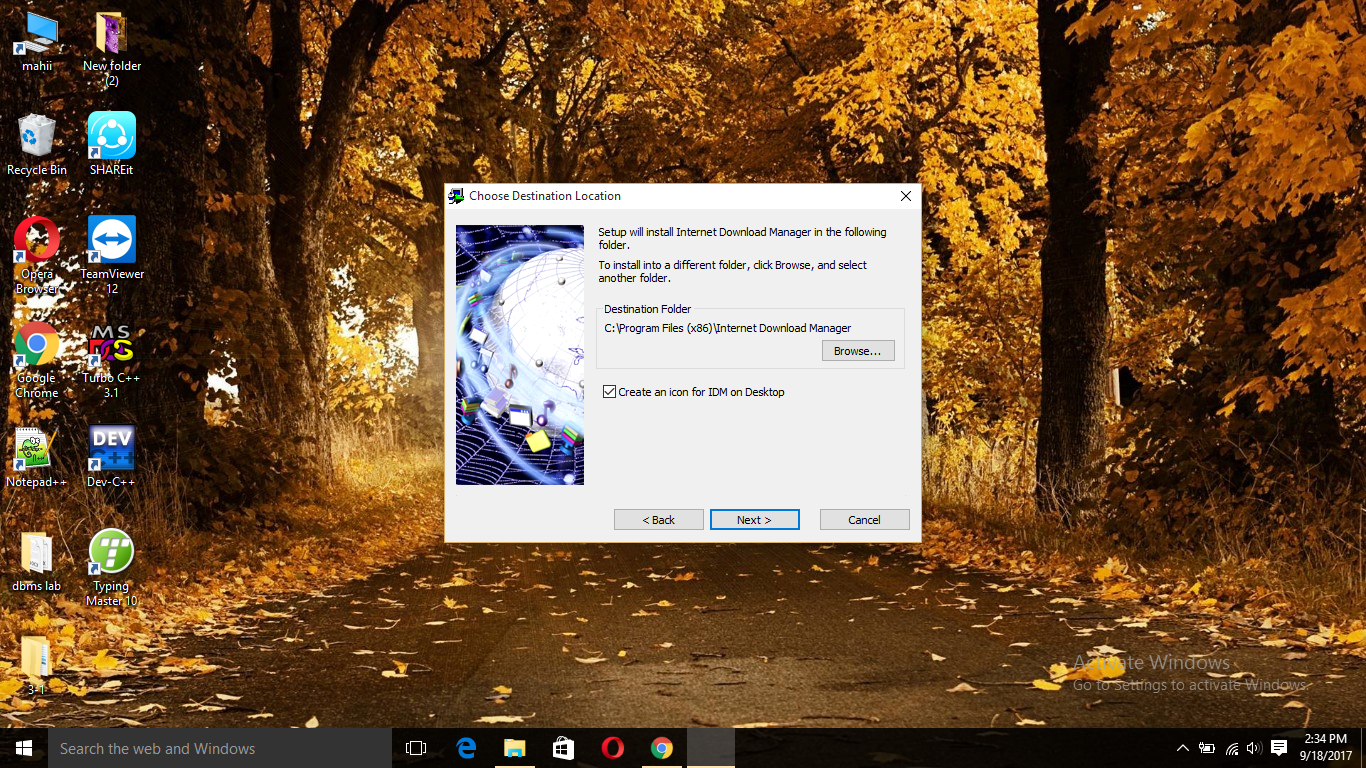 mahii
New folder
(2)
Recycle Bin
SHAREit
Opera
Browser
TeamViewer
12
MS
DOS
Google
Chrome
Turbo C++
3.1
Notepad++
DEV
C++
Dev-C++
dbms lab
Typing
Master 10
3-1
Choose Destination Location
Setup will install Internet Download Manager in the following
folder.
To install into a different folder, click Browse, and select
another folder.
Destination Folder
C:\Program Files (x86)\Internet Download Manager
Browse...
Create an icon for IDM on Desktop
< Back
Next >
Cancel
Activate Windows
Go to Settings to activate Windows.
Search the web and Windows
2:34 PM
9/18/2017